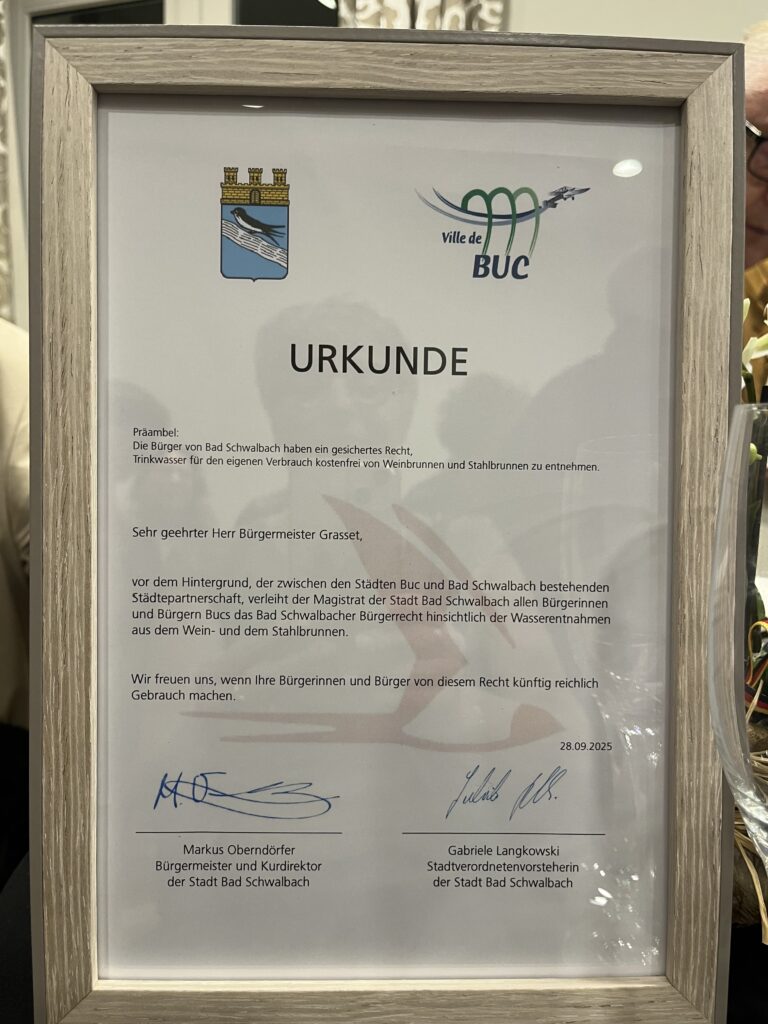 Ville de
BUC
URKUNDE
Präambel:
Die Bürger von Bad Schwalbach haben ein gesichertes Recht,
Trinkwasser für den eigenen Verbrauch kostenfrei von Weinbrunnen und Stahlbrunnen zu entnehmen.
Sehr geehrter Herr Bürgermeister Grasset,
vor dem Hintergrund, der zwischen den Städten Buc und Bad Schwalbach bestehenden
Städtepartnerschaft, verleiht der Magistrat der Stadt Bad Schwalbach allen Bürgerinnen
und Bürgern Bucs das Bad Schwalbacher Bürgerrecht hinsichtlich der Wasserentnahmen
aus dem Wein- und dem Stahlbrunnen.
Wir freuen uns, wenn Ihre Bürgerinnen und Bürger von diesem Recht künftig reichlich
Gebrauch machen.
28.09.2025
Markus Oberndörfer
Bürgermeister und Kurdirektor
der Stadt Bad Schwalbach
Gabriele Langkowski
Stadtverordnetenvorsteherin
der Stadt Bad Schwalbach